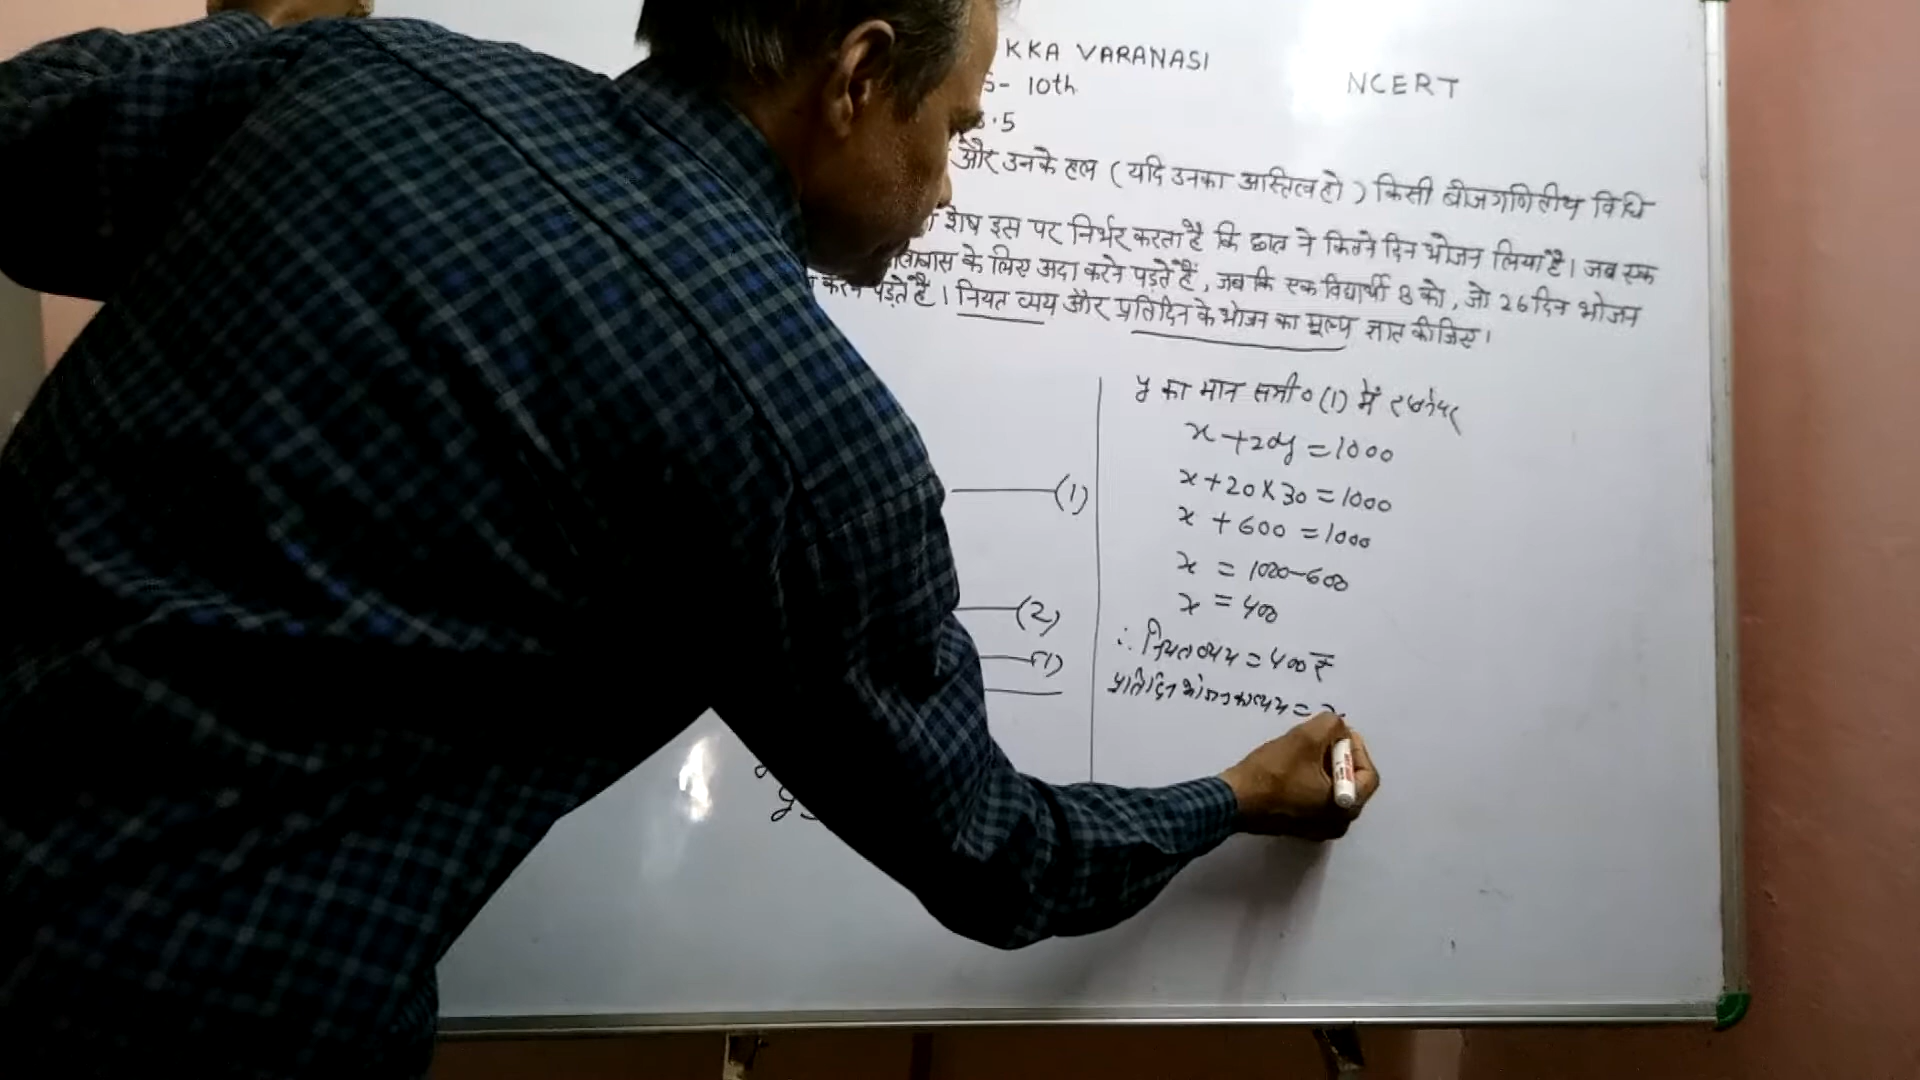 KKA VARANASI
NCERT
- 10th
.5
और उनके हल ( यदि उनका अस्तित्व हो ) किसी बीजगणितीय विधि
शेष इस पर निर्भर करता है कि छात्र ने कितने दिन भोजन लिया है। जब एक
के लिए अदा करने पड़ते हैं, जब कि एक विद्यार्थी B को, जो 26 दिन भोजन
करने पड़ते हैं । नियत व्यय और प्रतिदिन के भोजन का मूल्य ज्ञात कीजिए।
(1)
(2)
(1)
y
y का मान समी० (1) में रखने पर
x + 20y = 1000
x + 20 X 30 = 1000
x + 600 = 1000
x = 1000-600
x = 400
∴ नियत व्यय = 400 ₹
प्रतिदिन भोजन का व्यय =